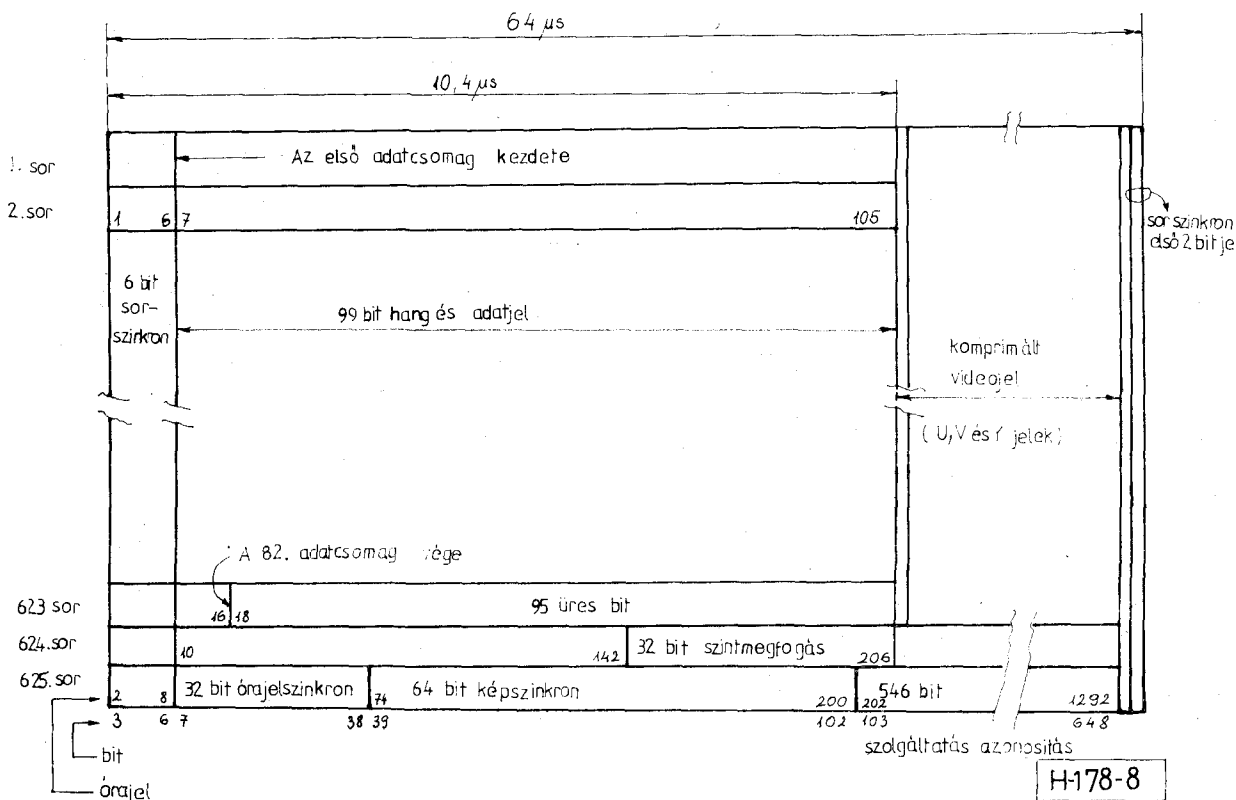 64 µs
10,4 µs
1. sor
Az első adatcsomag kezdete
2. sor
1 6 7 105
sorszinkron
első 2 bitje
6 bit
sor-
szinkron
99 bit hang és adatjel
komprimált
videojel
(U,V és Y jelek)
A 82. adatcsomag vége
623 sor
16 18 95 üres bit
624. sor
10 142 32 bit szintmegfogás 206
625. sor
2 8 32 bit órajelszinkron 74 64 bit képszinkron 200 202 546 bit 1292
3 6 7 38 39 102 103 648
bit
szolgáltatás azonosítás
órajel
H-178-8